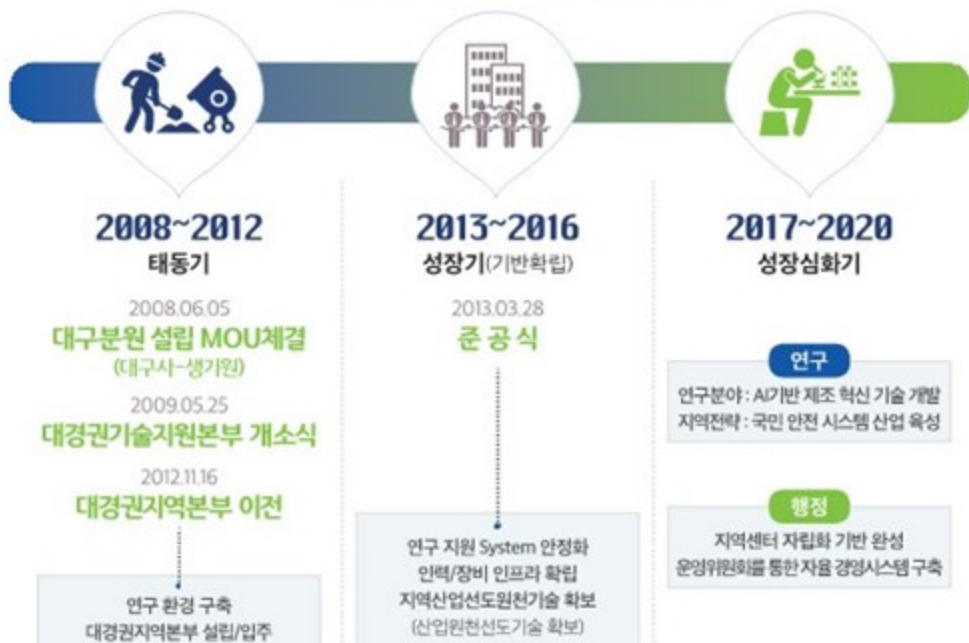 2008~2012
태동기
2008.06.05
대구분원 설립 MOU체결
(대구사-생기원)
2009.05.25
대경권기술지원본부 개소식
2012.11.16
대경권지역본부 이전
연구 환경 구축
대경권지역본부 설립/입주
2013~2016
성장기(기반확립)
2013.03.28
준공식
연구 지원 System 안정화
인력/장비 인프라 확립
지역산업선도원천기술 확보
(산업원천선도기술 확보)
2017~2020
성장심화기
연구
연구분야 : AI기반 제조 혁신 기술 개발
지역전략 : 국민 안전 시스템 산업 육성
행정
지역센터 자립화 기반 완성
운영위원회를 통한 자율 경영시스템 구축